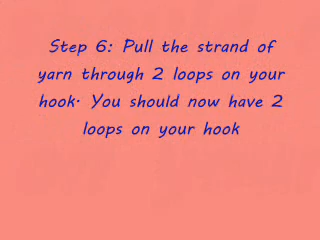 Step 6: Pull the strand of
yarn through 2 loops on your
hook. You should now have 2
loops on your hook